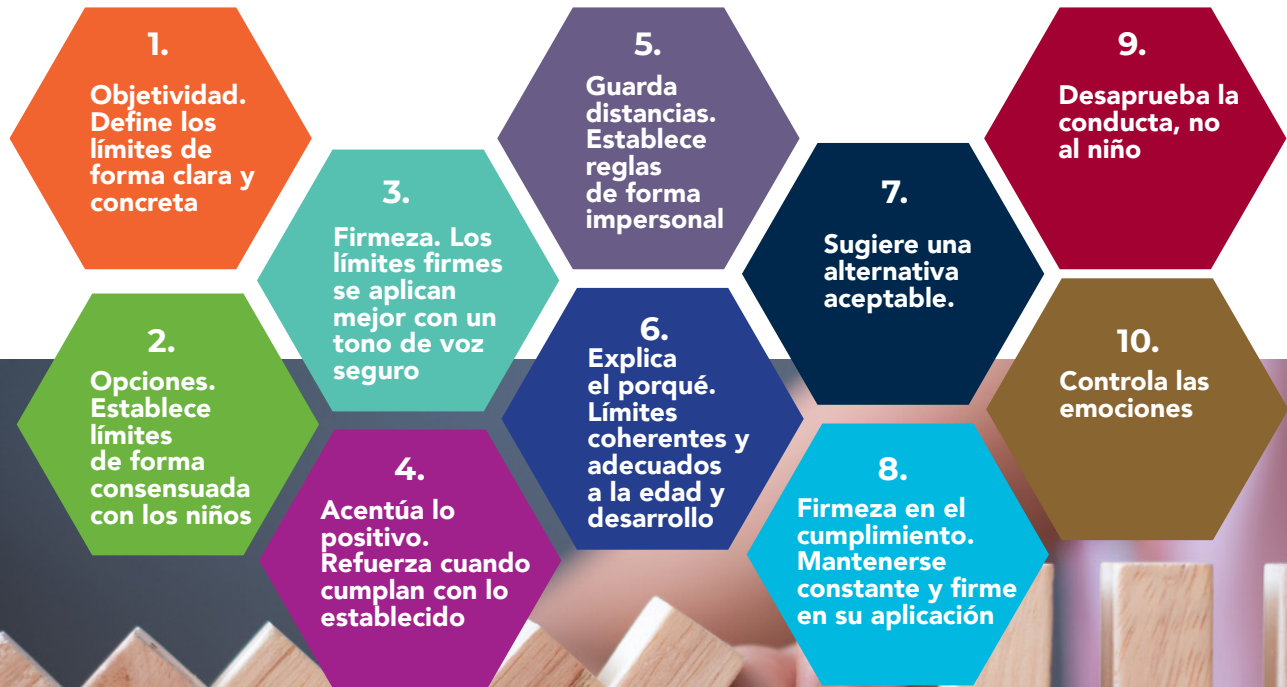 1.
Objetividad.
Define los
límites de
forma clara y
concreta
2.
Opciones.
Establece
límites
de forma
consensuada
con los niños
3.
Firmeza. Los
límites firmes
se aplican
mejor con un
tono de voz
seguro
4.
Acentúa lo
positivo.
Refuerza cuando
cumplan con lo
establecido
5.
Guarda
distancias.
Establece
reglas
de forma
impersonal
6.
Explica
el porqué.
Límites
coherentes y
adecuados
a la edad y
desarrollo
7.
Sugiere una
alternativa
aceptable.
8.
Firmeza en el
cumplimiento.
Mantenerse
constante y firme
en su aplicación
9.
Desaprueba la
conducta, no
al niño
10.
Controla las
emociones